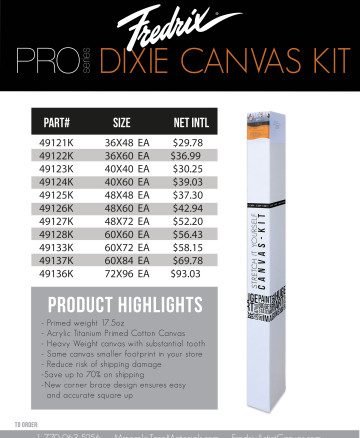 Fredrix
PRO series DIXIE CANVAS KIT
PART# SIZE NET INTL
49121K 36X48 EA $29.78
49122K 36X60 EA $36.99
49123K 40X40 EA $30.25
49124K 40X60 EA $39.03
49125K 48X48 EA $37.30
49126K 48X60 EA $42.94
49127K 48X72 EA $52.20
49128K 60X60 EA $56.43
49133K 60X72 EA $58.15
49137K 60X84 EA $69.78
49136K 72X96 EA $93.03
STRETCH IT YOURSELF
CANVAS-KIT
PRODUCT HIGHLIGHTS
- Primed weight 17.5oz
- Acrylic Titanium Primed Cotton Canvas
- Heavy Weight canvas with substantial tooth
- Same canvas smaller footprint in your store
- Reduce risk of shipping damage
-Save up to 70% on shipping
-New corner brace design ensures easy
and accurate square up
TO ORDER: